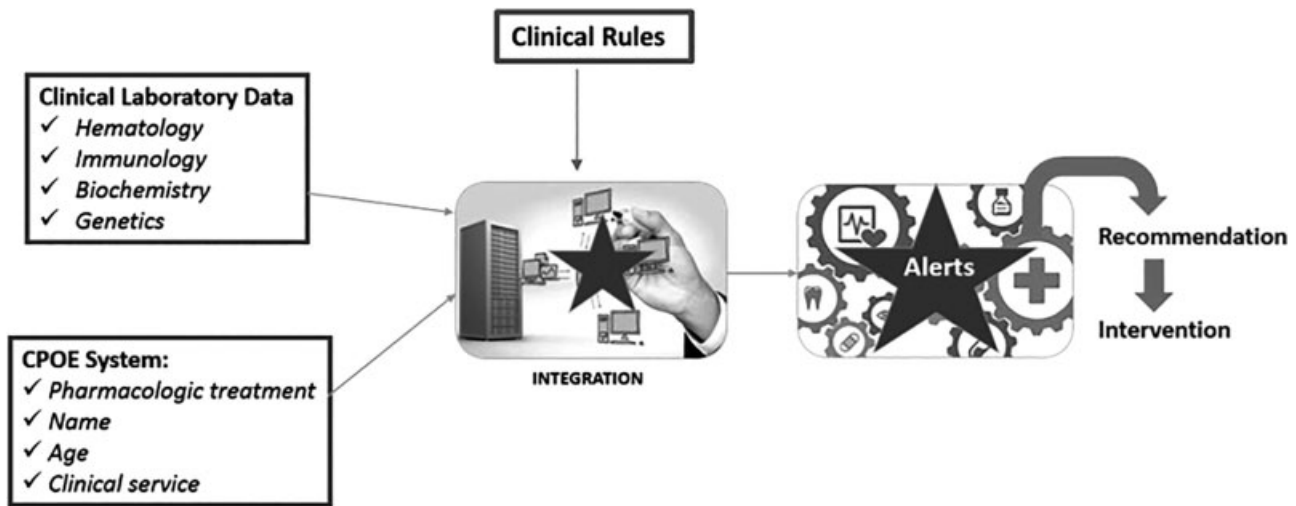 Clinical Rules
Clinical Laboratory Data
✓ Hematology
✓ Immunology
✓ Biochemistry
✓ Genetics
CPOE System:
✓ Pharmacologic treatment
✓ Name
✓ Age
✓ Clinical service
INTEGRATION
Alerts
Recommendation
Intervention